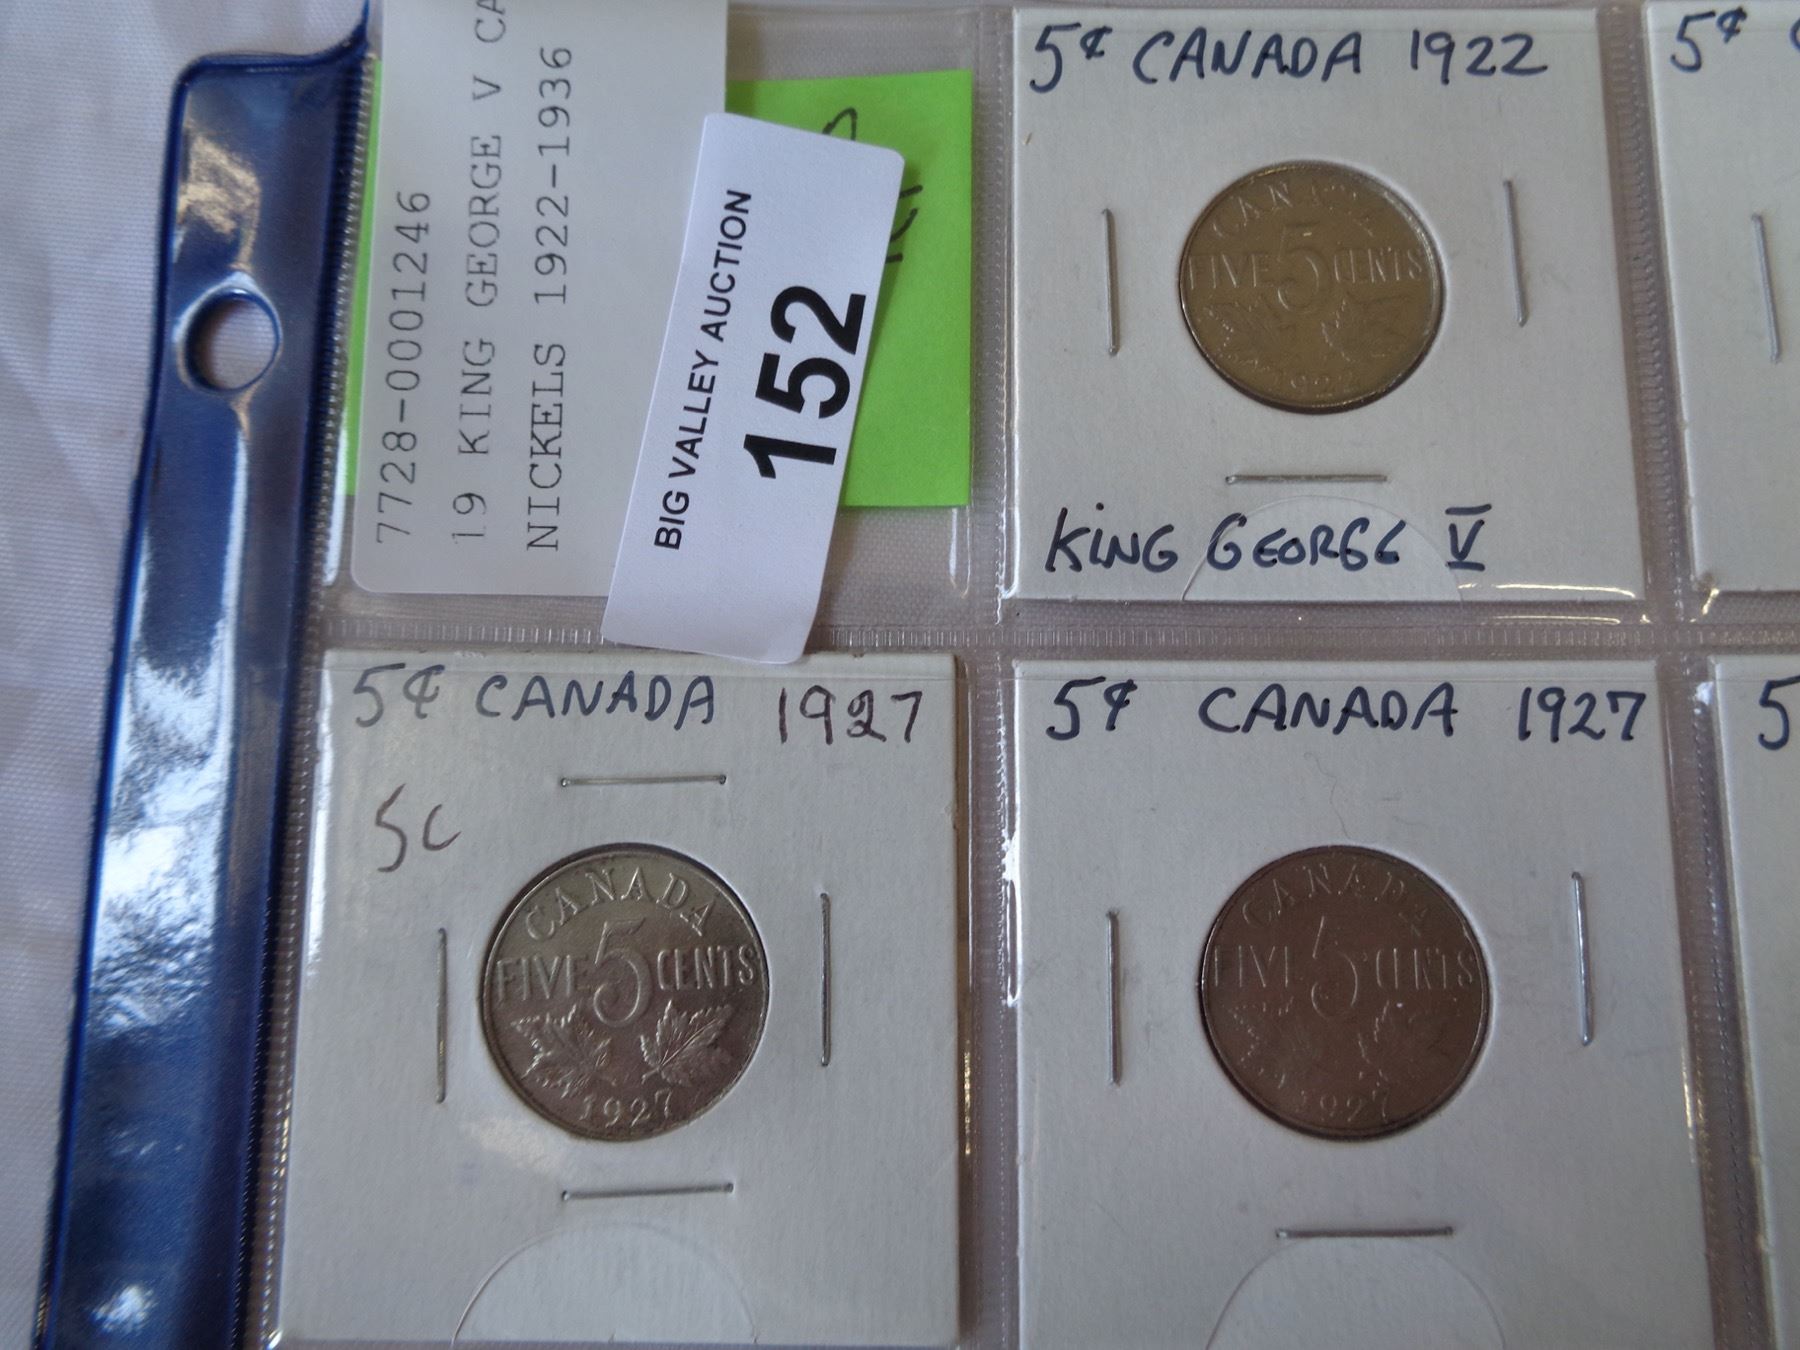 7728-0001246
19 KING GEORGE V CA
NICKELS 1922-1936
BIG VALLEY AUCTION
152
5¢ CANADA 1922
CANADA
FIVE 5 CENTS
1922
KING GEORGE V
5¢
5¢ CANADA 1927
5C
CANADA
FIVE 5 CENTS
1927
5¢ CANADA 1927
CANADA
FIVE 5 CENTS
1927
5